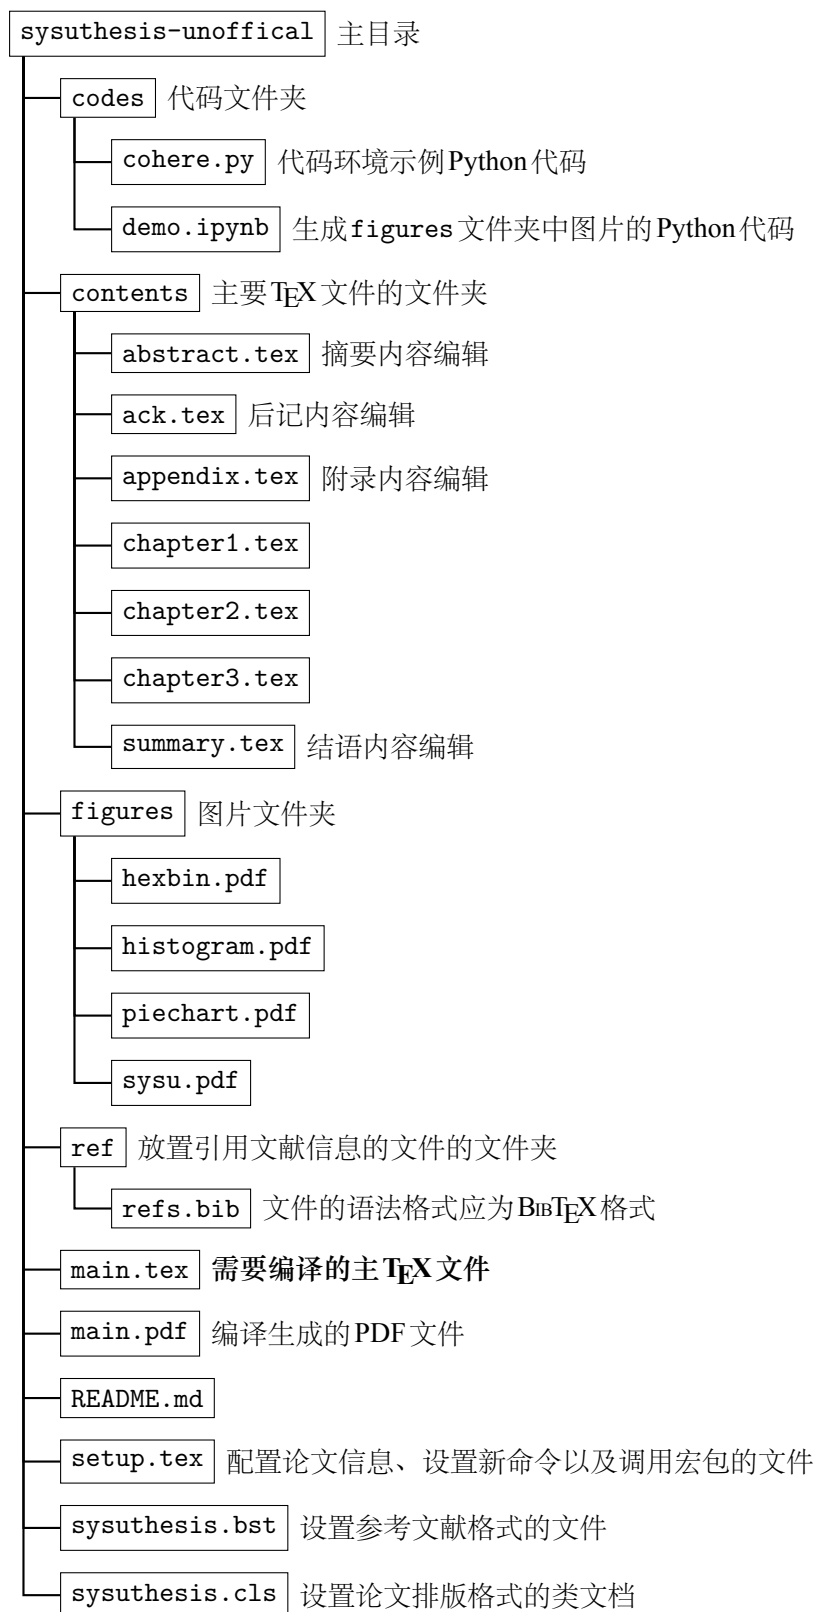 sysuthesis-unoffical 主目录
codes 代码文件夹
cohere.py 代码环境示例Python代码
demo.ipynb 生成figures文件夹中图片的Python代码
contents 主要TEX文件的文件夹
abstract.tex 摘要内容编辑
ack.tex 后记内容编辑
appendix.tex 附录内容编辑
chapter1.tex
chapter2.tex
chapter3.tex
summary.tex 结语内容编辑
figures 图片文件夹
hexbin.pdf
histogram.pdf
piechart.pdf
sysu.pdf
ref 放置引用文献信息的文件的文件夹
refs.bib 文件的语法格式应为BIBTEX格式
main.tex 需要编译的主TEX文件
main.pdf 编译生成的PDF文件
README.md
setup.tex 配置论文信息、设置新命令以及调用宏包的文件
sysuthesis.bst 设置参考文献格式的文件
sysuthesis.cls 设置论文排版格式的类文档